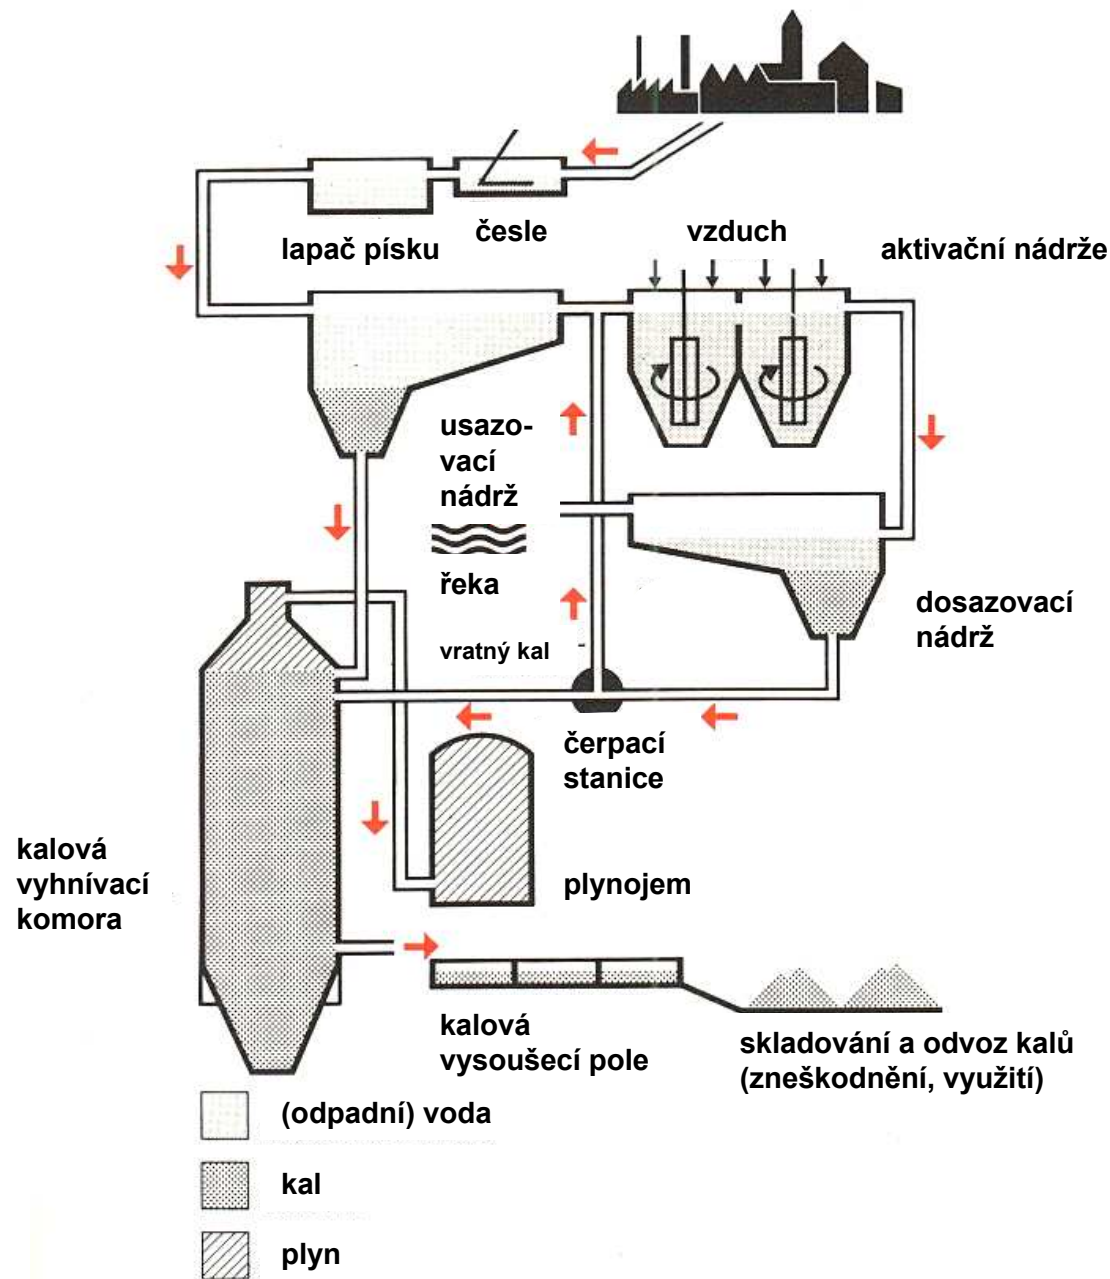 česle
vzduch
lapač písku
aktivační nádrže
usazo-
vací
nádrž
řeka
dosazovací
nádrž
vratný kal
čerpací
stanice
kalová
vyhnívací
komora
plynojem
kalová
vysoušecí pole
skladování a odvoz kalů
(zneškodnění, využití)
(odpadní) voda
kal
plyn